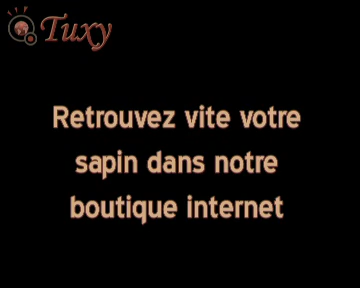 Tuxy
Retrouvez vite votre
sapin dans notre
boutique internet